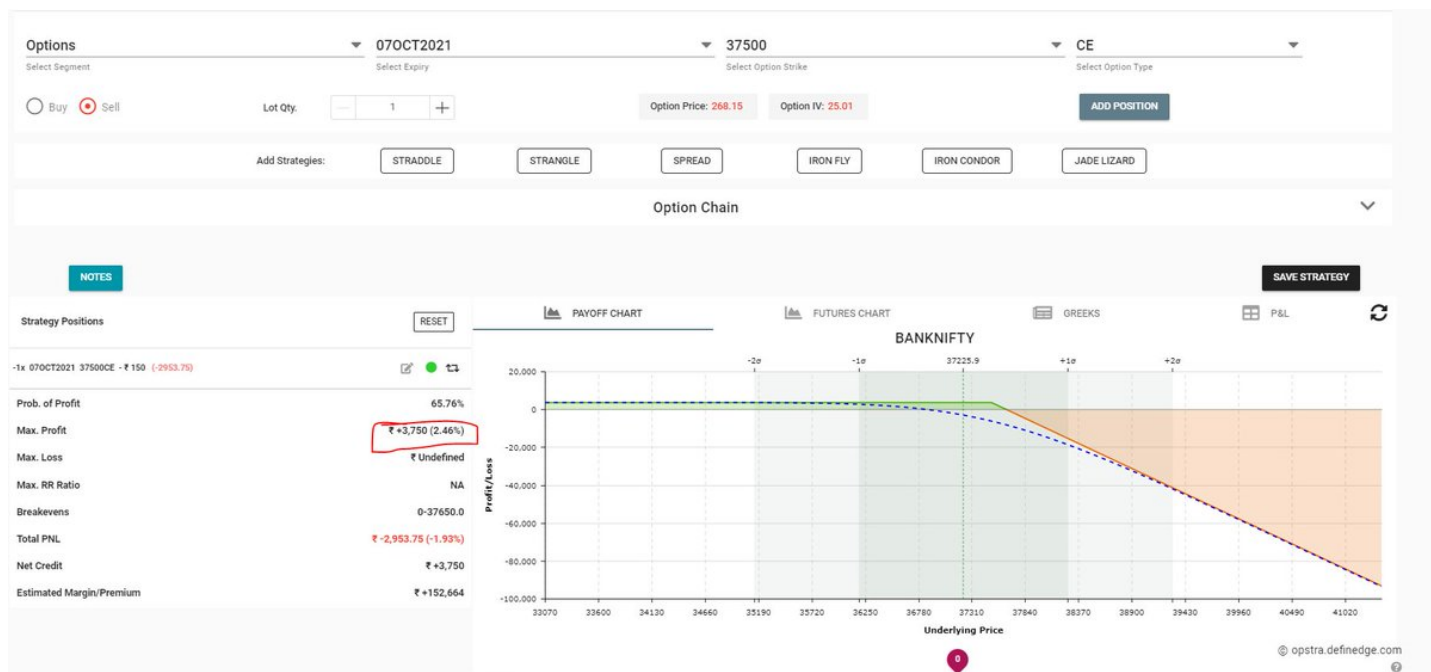 Options 07OCT2021 37500 CE
Select Segment Select Expiry Select Option Strike Select Option Type
Buy Sell Lot Qty. 1 + Option Price: 268.15 Option IV: 25.01 ADD POSITION
Add Strategies: STRADDLE STRANGLE SPREAD IRON FLY IRON CONDOR JADE LIZARD
Option Chain
NOTES SAVE STRATEGY
Strategy Positions RESET
-1x 07OCT2021 37500CE - ₹ 150 (-2953.75)
Prob. of Profit 65.76%
Max. Profit ₹ +3,750 (2.46%)
Max. Loss ₹ Undefined
Max. RR Ratio NA
Breakevens 0-37650.0
Total PNL ₹ -2,953.75 (-1.93%)
Net Credit ₹ +3,750
Estimated Margin/Premium ₹ +152,664
PAYOFF CHART FUTURES CHART GREEKS P&L
BANKNIFTY
-2σ -1σ 37225.9 +1σ +2σ
20,000
0
-20,000
-40,000
-60,000
-80,000
-100,000
Profit/Loss
33070 33600 34130 34660 35190 35720 36250 36780 37310 37840 38370 38900 39430 39960 40490 41020
Underlying Price
0
© opstra.definedge.com